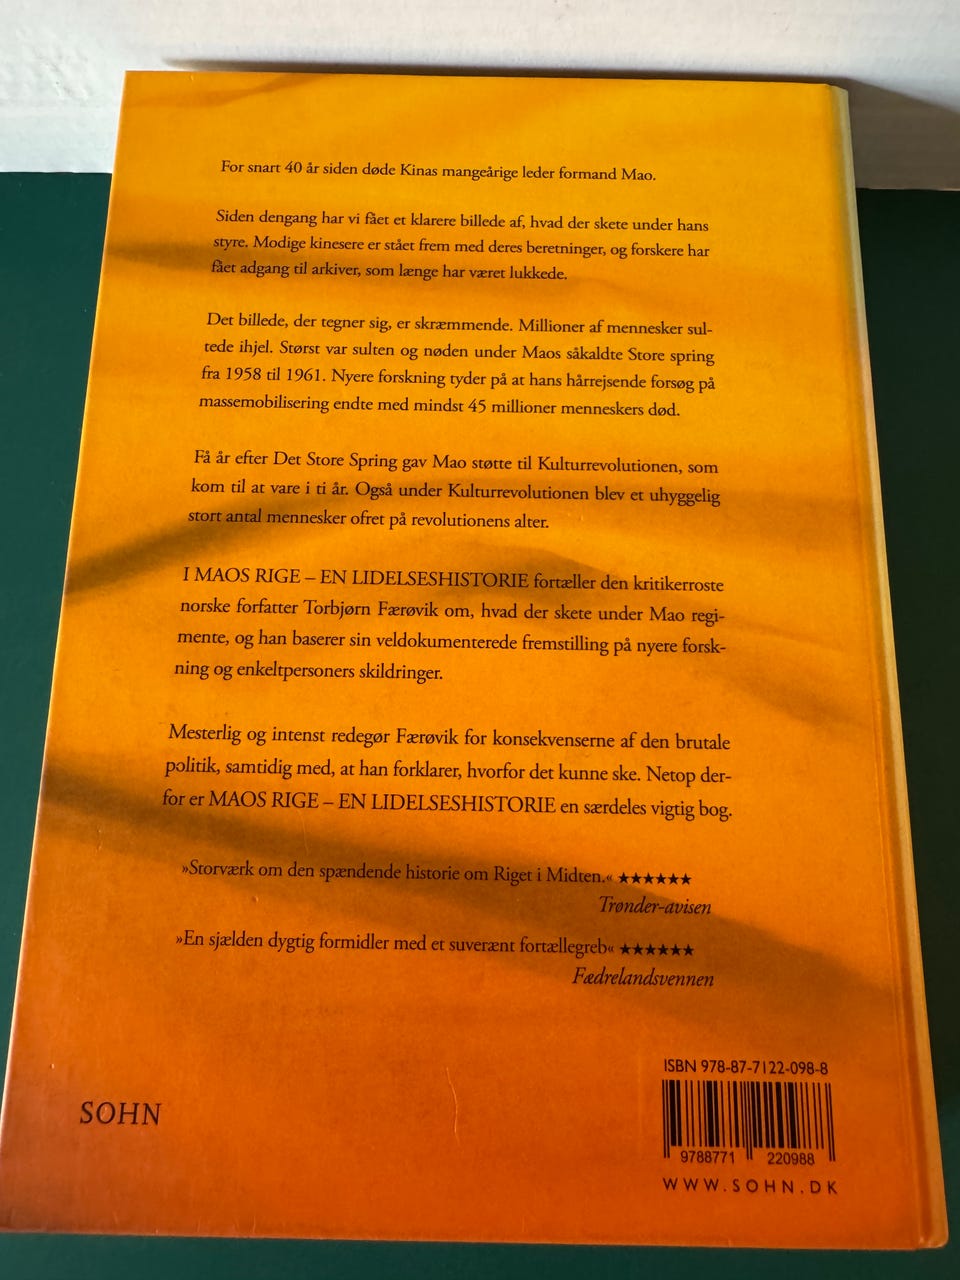 For snart 40 år siden døde Kinas mangeårige leder formand Mao.
Siden dengang har vi fået et klarere billede af, hvad der skete under hans
styre. Modige kinesere er stået frem med deres beretninger, og forskere har
fået adgang til arkiver, som længe har været lukkede.
Det billede, der tegner sig, er skræmmende. Millioner af mennesker sul-
tede ihjel. Størst var sulten og nøden under Maos såkaldte Store spring
fra 1958 til 1961. Nyere forskning tyder på at hans hårrejsende forsøg på
massemobilisering endte med mindst 45 millioner menneskers død.
Få år efter Det Store Spring gav Mao støtte til Kulturrevolutionen, som
kom til at vare i ti år. Også under Kulturrevolutionen blev et uhyggelig
stort antal mennesker ofret på revolutionens alter.
I MAOS RIGE – EN LIDELSESHISTORIE fortæller den kritikerroste
norske forfatter Torbjørn Færøvik om, hvad der skete under Mao regi-
mente, og han baserer sin veldokumenterede fremstilling på nyere forsk-
ning og enkeltpersoners skildringer.
Mesterlig og intenst redegør Færøvik for konsekvenserne af den brutale
politik, samtidig med, at han forklarer, hvorfor det kunne ske. Netop der-
for er MAOS RIGE – EN LIDELSESHISTORIE en særdeles vigtig bog.
»Storværk om den spændende historie om Riget i Midten.« ★★★★★★
Trønder-avisen
»En sjælden dygtig formidler med et suverænt fortællegreb« ★★★★★★
Fædrelandsvennen
SOHN
ISBN 978-87-7122-098-8
9788771 220988
WWW.SOHN.DK